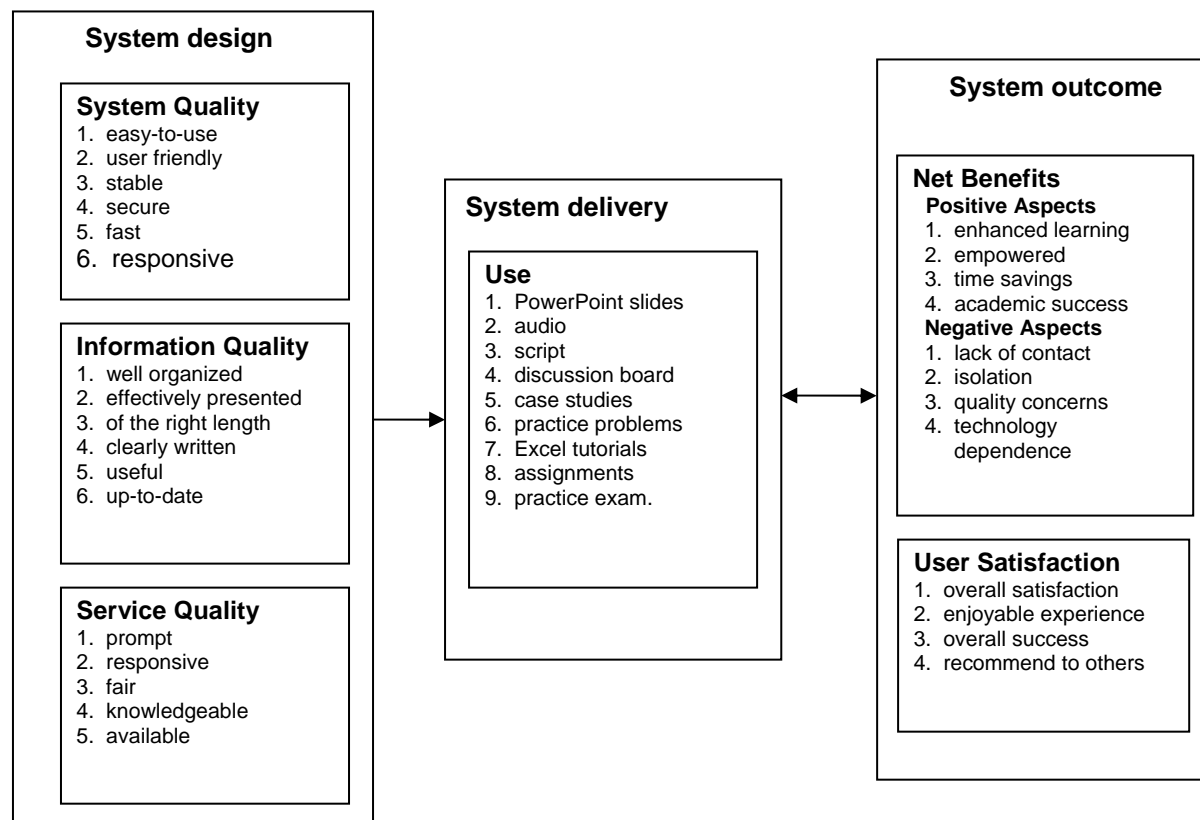 System design
System Quality
1. easy-to-use
2. user friendly
3. stable
4. secure
5. fast
6. responsive
Information Quality
1. well organized
2. effectively presented
3. of the right length
4. clearly written
5. useful
6. up-to-date
Service Quality
1. prompt
2. responsive
3. fair
4. knowledgeable
5. available
System delivery
Use
1. PowerPoint slides
2. audio
3. script
4. discussion board
5. case studies
6. practice problems
7. Excel tutorials
8. assignments
9. practice exam.
System outcome
Net Benefits
Positive Aspects
1. enhanced learning
2. empowered
3. time savings
4. academic success
Negative Aspects
1. lack of contact
2. isolation
3. quality concerns
4. technology
dependence
User Satisfaction
1. overall satisfaction
2. enjoyable experience
3. overall success
4. recommend to others